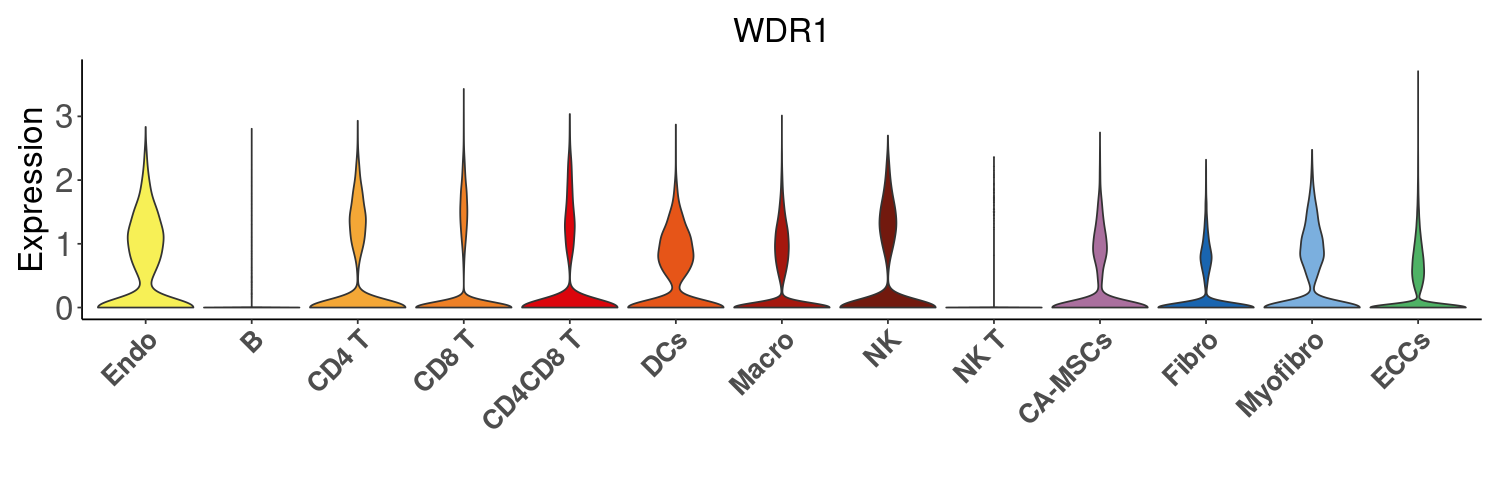 WDR1
Expression
3
2
1
0
Endo
B
CD4 T
CD8 T
CD4CD8 T
DCs
Macro
NK
NK T
CA-MSCs
Fibro
Myofibro
ECCs